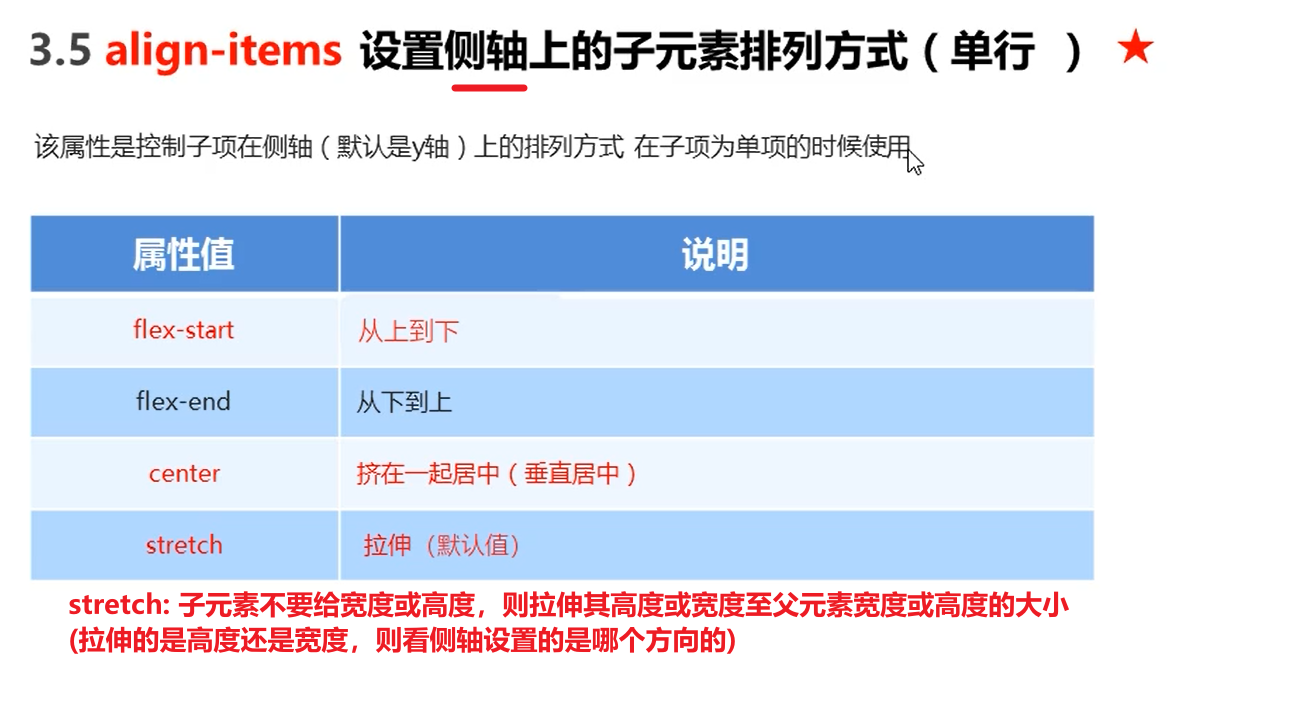 3.5 align-items 设置侧轴上的子元素排列方式（单行 ）
该属性是控制子项在侧轴（默认是y轴）上的排列方式 在子项为单项的时候使用
属性值 说明
flex-start 从上到下
flex-end 从下到上
center 挤在一起居中（垂直居中）
stretch 拉伸（默认值）
stretch: 子元素不要给宽度或高度，则拉伸其高度或宽度至父元素宽度或高度的大小
(拉伸的是高度还是宽度，则看侧轴设置的是哪个方向的)